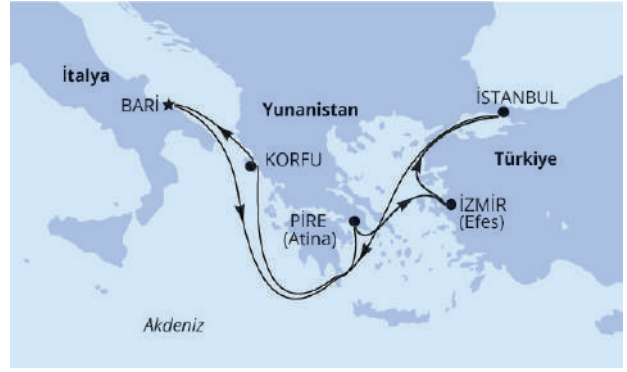 İtalya
BARİ
Yunanistan
KORFU
İSTANBUL
Türkiye
PİRE
(Atina)
İZMİR
(Efes)
Akdeniz